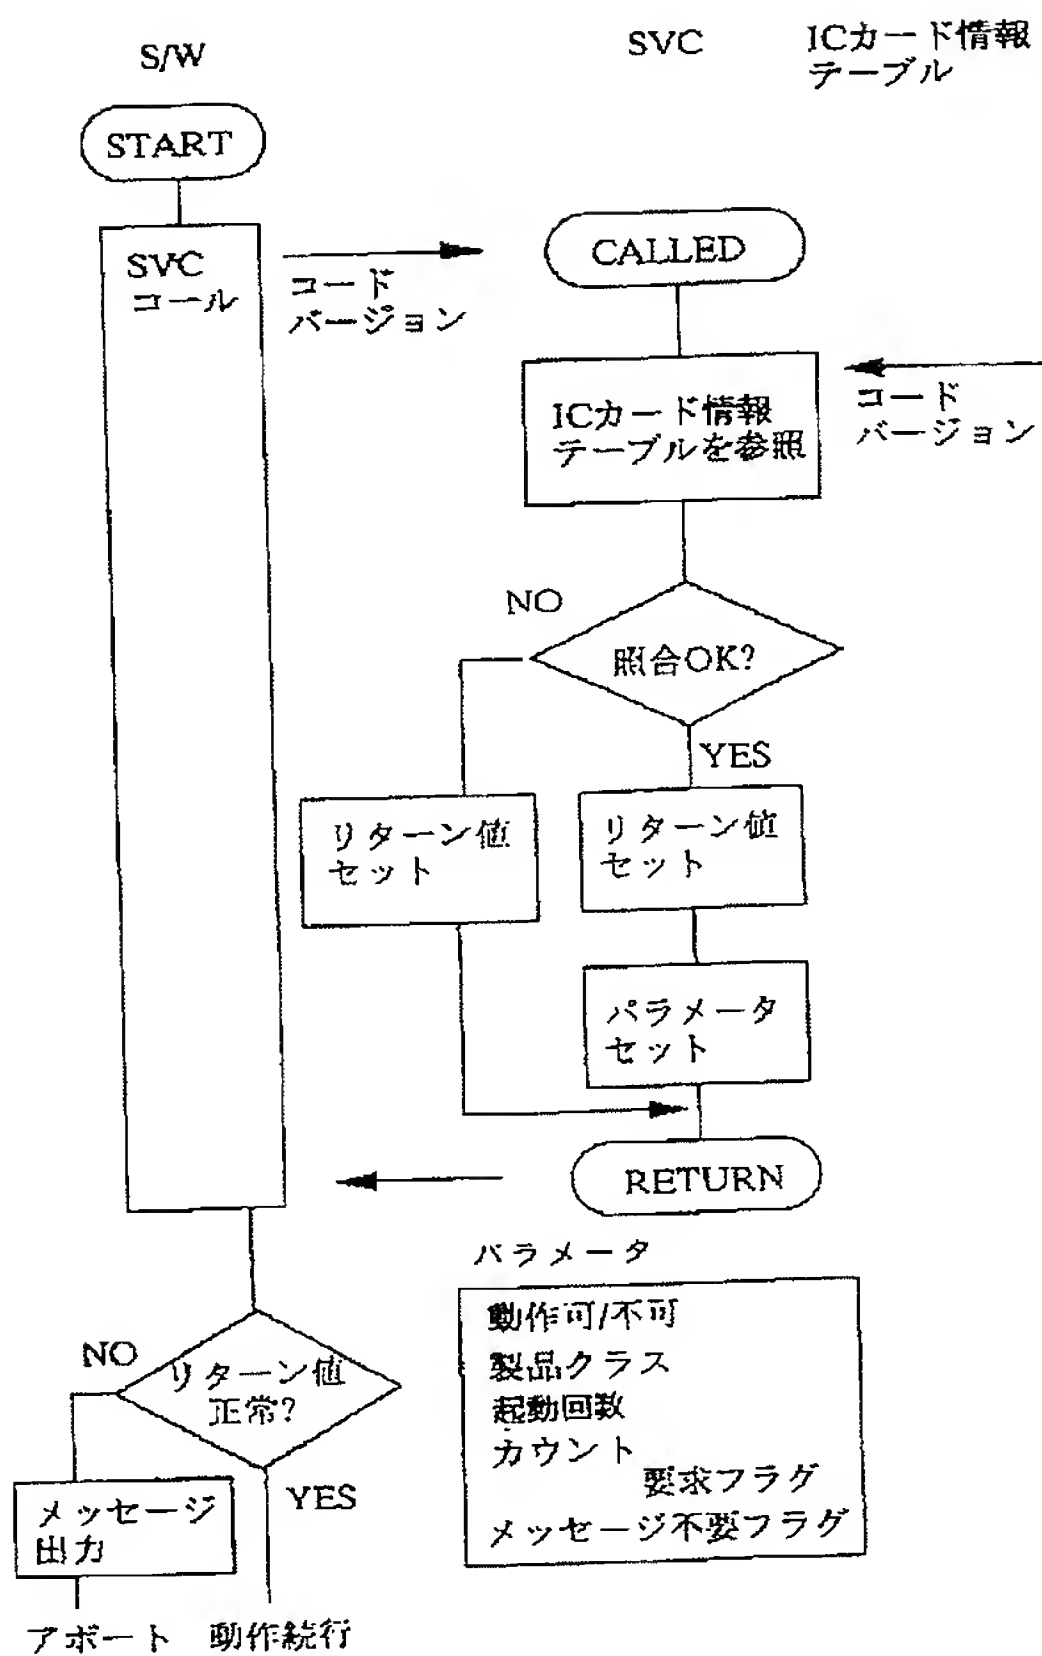 S/W
SVC
ICカード情報
テーブル
START
SVC
コール
コード
バージョン
CALLED
ICカード情報
テーブルを参照
コード
バージョン
NO
照合OK?
YES
リターン値
セット
リターン値
セット
パラメータ
セット
RETURN
パラメータ
動作可/不可
製品クラス
起動回数
カウント
要求フラグ
メッセージ不要フラグ
NO
リターン値
正常?
YES
メッセージ
出力
アボート
動作続行